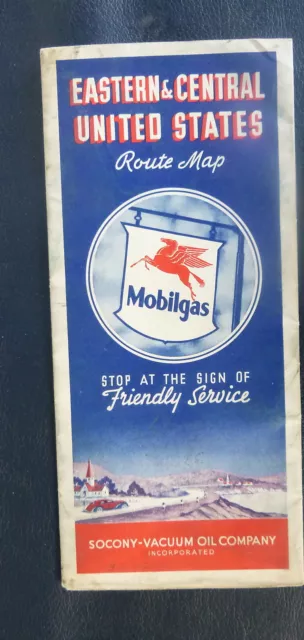 EASTERN & CENTRAL
UNITED STATES
Route Map
Mobilgas
STOP AT THE SIGN OF
Friendly Service
SOCONY-VACUUM OIL COMPANY
INCORPORATED